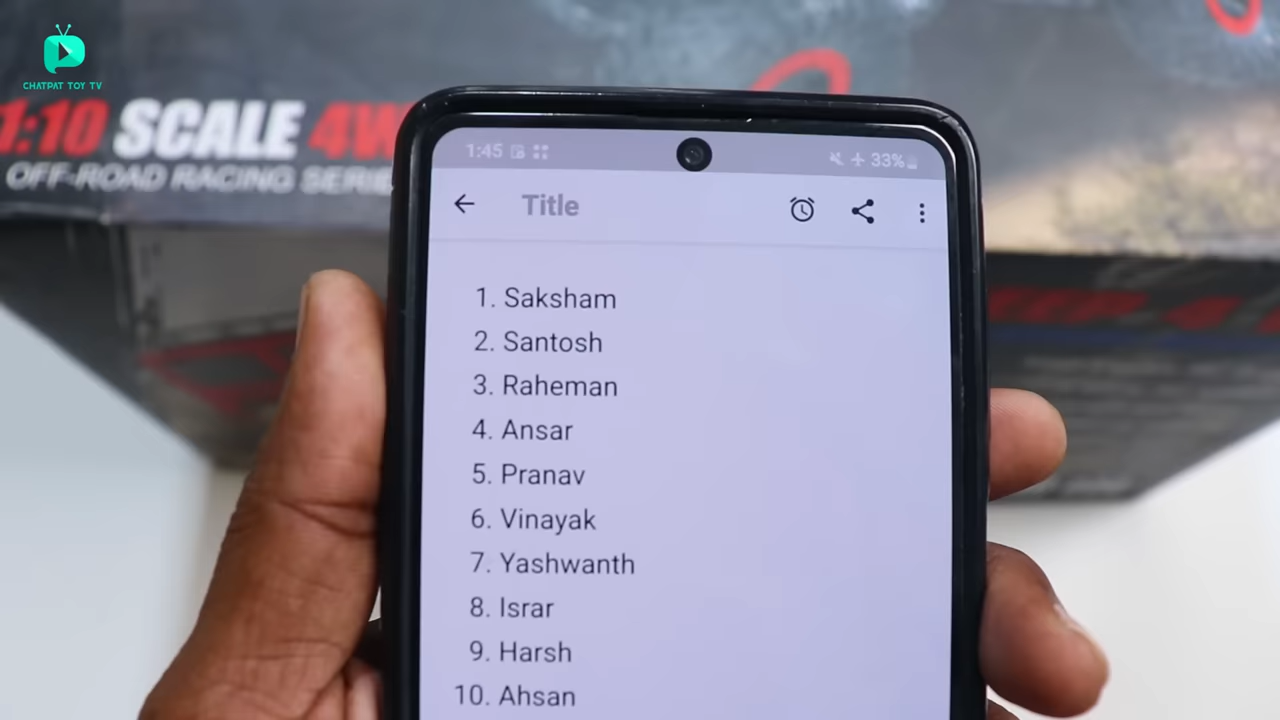 CHATPAT TOY TV
1:10 SCALE 4W
OFF-ROAD RACING SERIE
1:45
33%
Title
1. Saksham
2. Santosh
3. Raheman
4. Ansar
5. Pranav
6. Vinayak
7. Yashwanth
8. Israr
9. Harsh
10. Ahsan